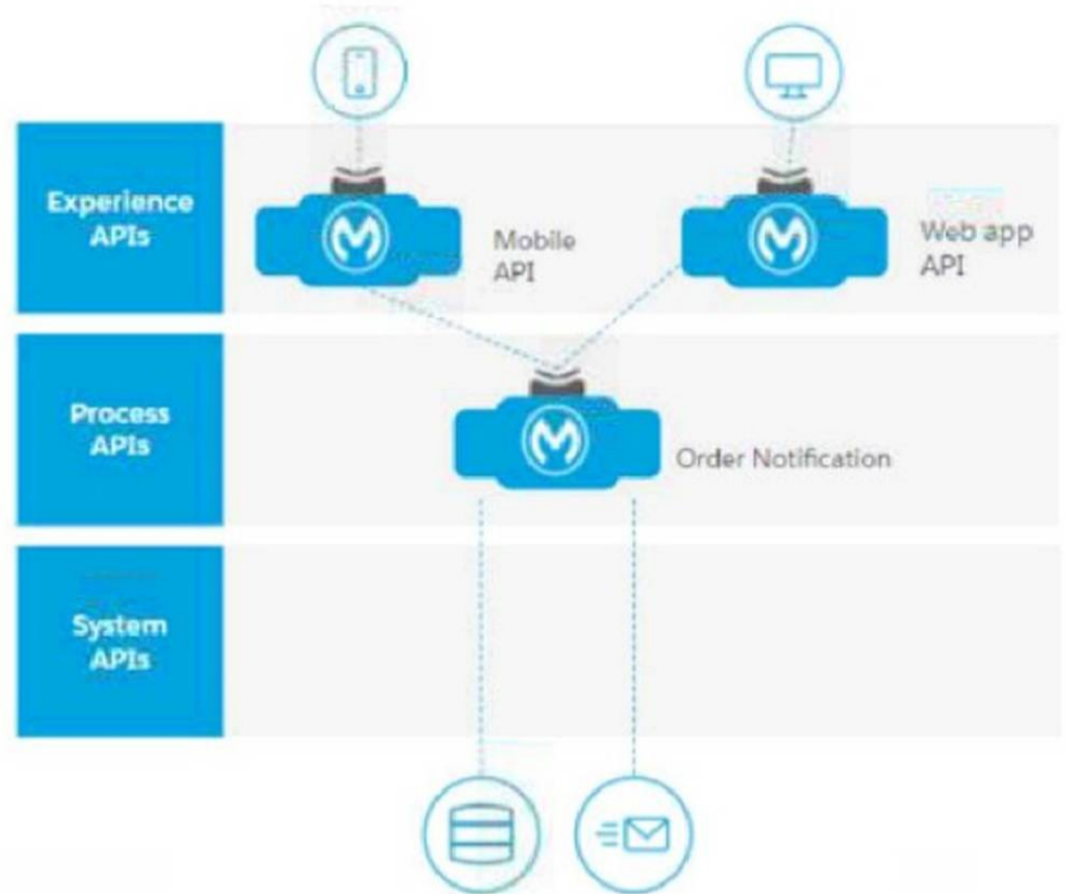 Experience
APIs
Mobile
API
Web app
API
Process
APIs
Order Notification
System
APIs